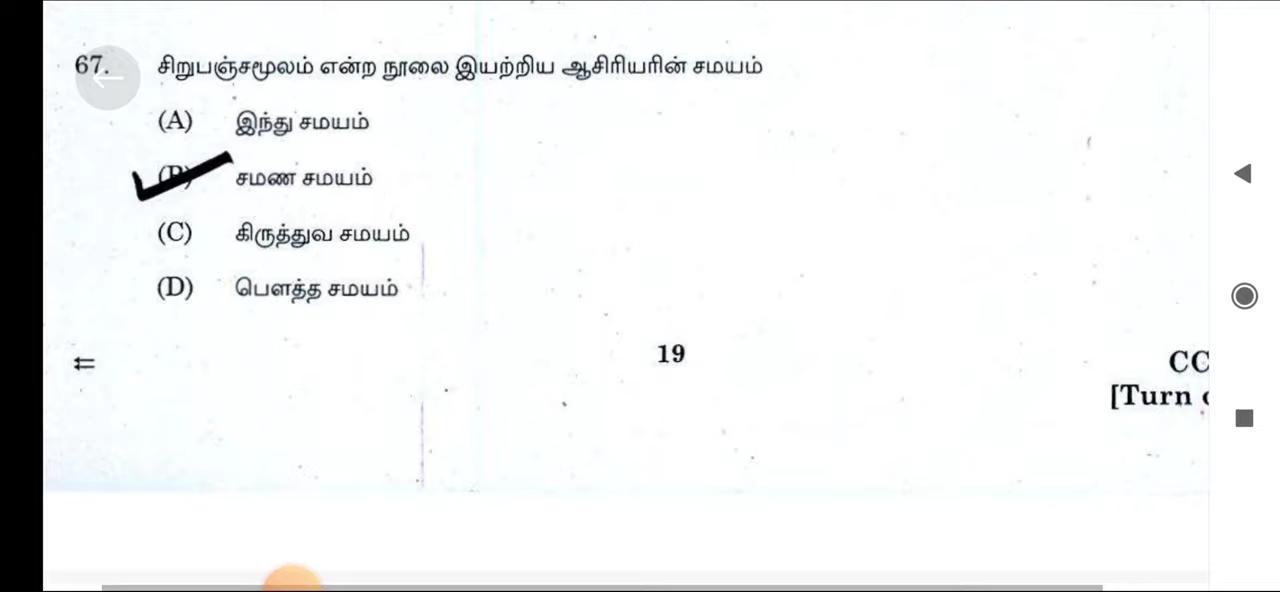 67. சிறுபஞ்சமூலம் என்ற நூலை இயற்றிய ஆசிரியரின் சமயம்
(A) இந்து சமயம்
(B) சமண சமயம்
(C) கிருத்துவ சமயம்
(D) பௌத்த சமயம்
19
CC
[Turn